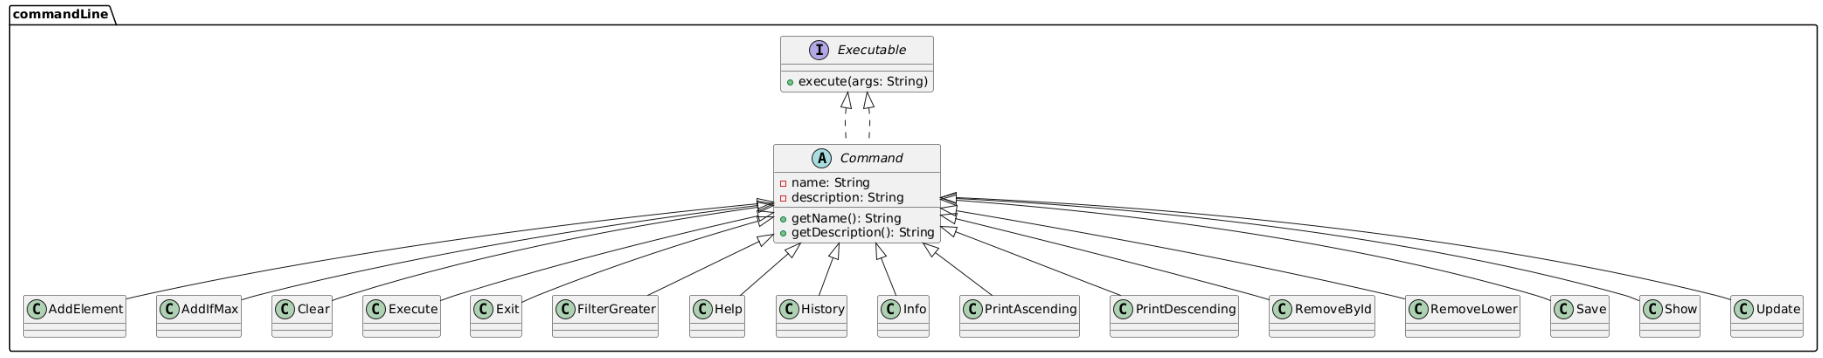 commandLine
I Executable
execute(args: String)
A Command
name: String
description: String
getName(): String
getDescription(): String
C AddElement
C AddIfMax
C Clear
C Execute
C Exit
C FilterGreater
C Help
C History
C Info
C PrintAscending
C PrintDescending
C RemoveById
C RemoveLower
C Save
C Show
C Update